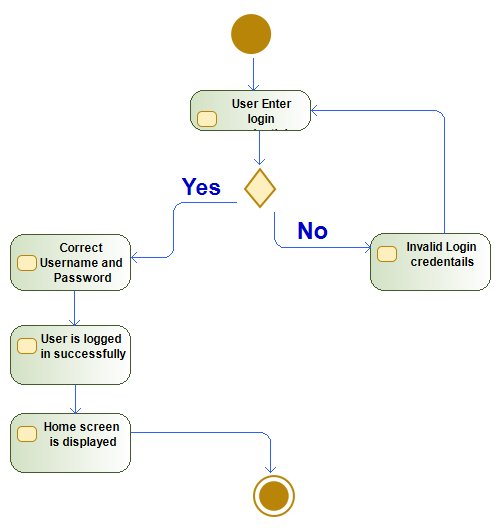 User Enter
login
Yes
No
Correct
Username and
Password
Invalid Login
credentails
User is logged
in successfully
Home screen
is displayed